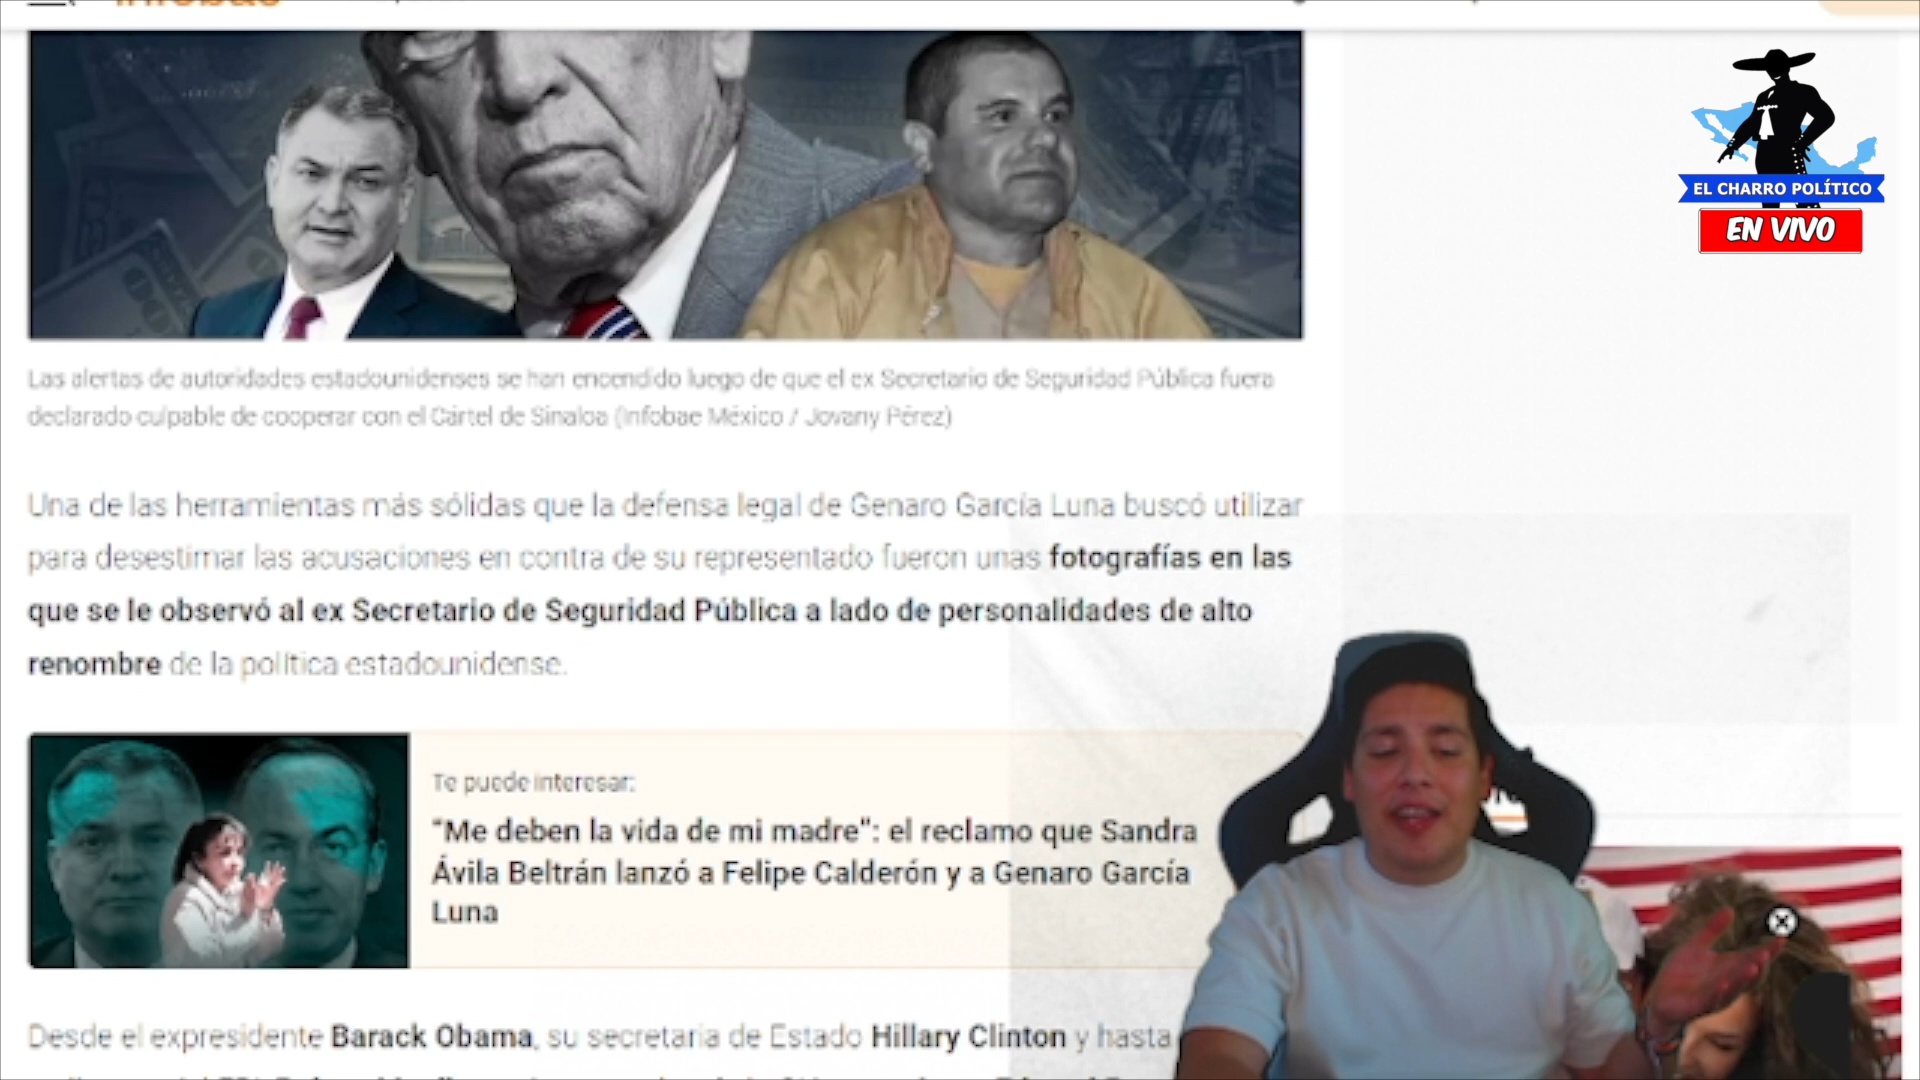 infobae
EL CHARRO POLÍTICO
EN VIVO
Las alertas de autoridades estadounidenses se han encendido luego de que el ex Secretario de Seguridad Pública fuera
declarado culpable de cooperar con el Cártel de Sinaloa (Infobae México / Jovany Pérez)
Una de las herramientas más sólidas que la defensa legal de Genaro García Luna buscó utilizar
para desestimar las acusaciones en contra de su representado fueron unas fotografías en las
que se le observó al ex Secretario de Seguridad Pública a lado de personalidades de alto
renombre de la política estadounidense.
Te puede interesar:
"Me deben la vida de mi madre": el reclamo que Sandra
Ávila Beltrán lanzó a Felipe Calderón y a Genaro García
Luna
Desde el expresidente Barack Obama, su secretaria de Estado Hillary Clinton y hasta